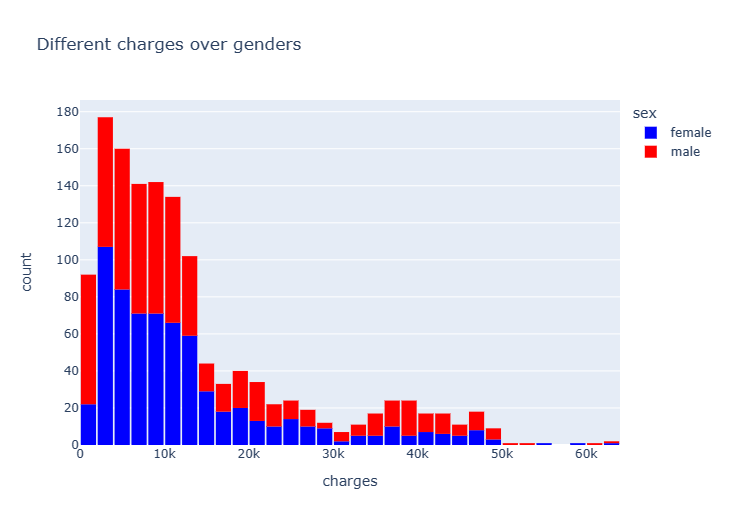 Different charges over genders
sex
female
male
count
180
160
140
120
100
80
60
40
20
0
0
10k
20k
30k
40k
50k
60k
charges